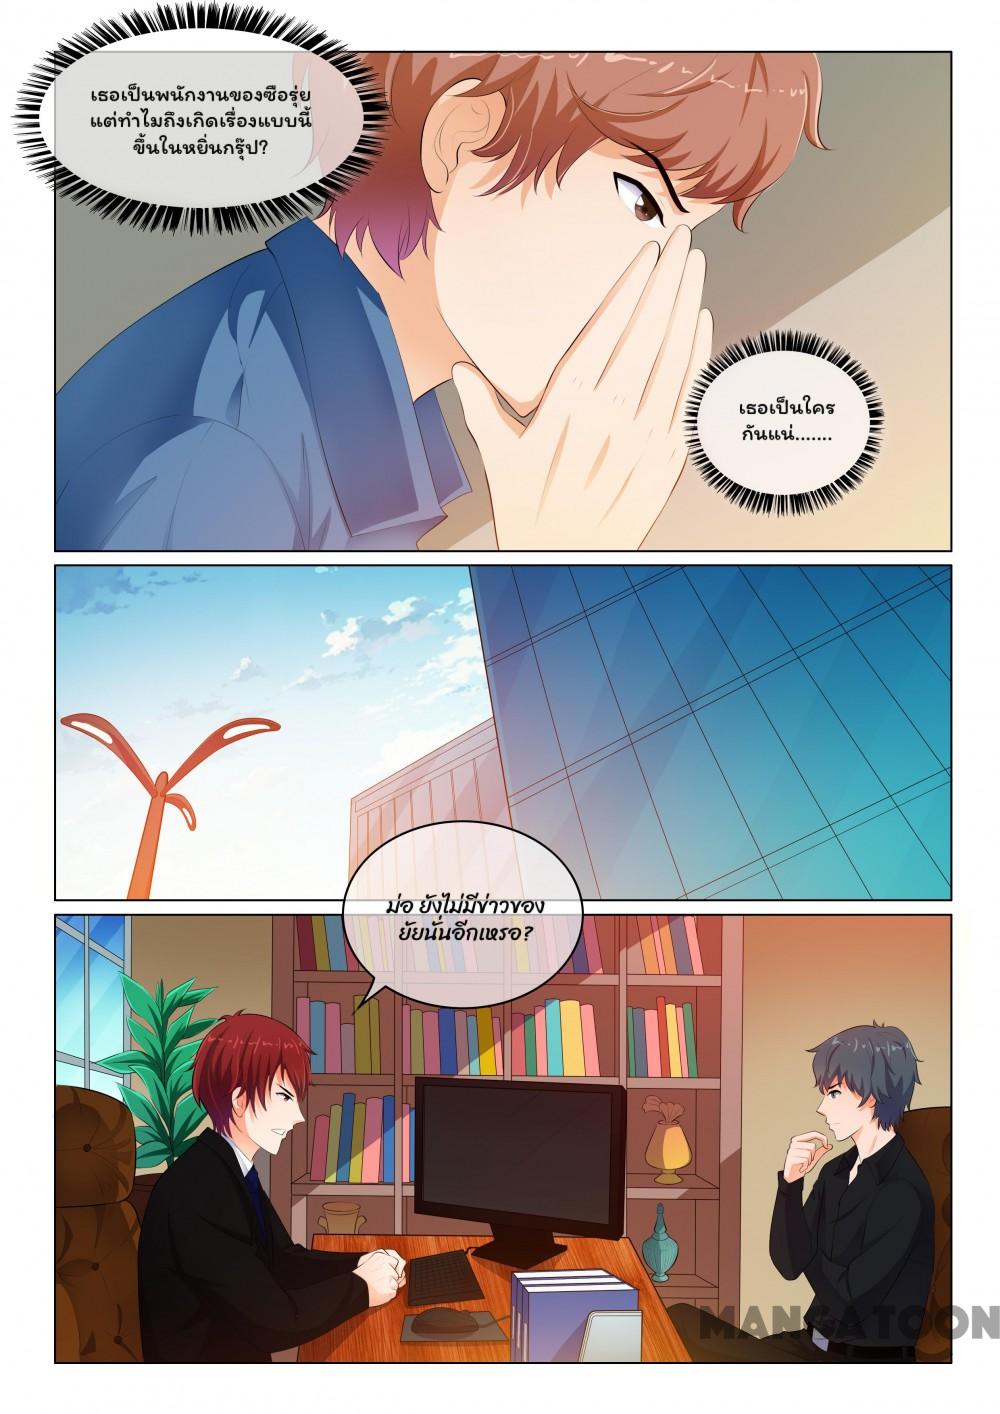 เธอเป็นพนักงานของซือรุ่ย
แต่ทำไมถึงเกิดเรื่องแบบนี้
ขึ้นในหยิ่นกรุ๊ป?
เธอเป็นใคร
กันแน่.......
ม่อ ยังไม่มีข่าวของ
ยัยนั่นอีกเหรอ?
MANGATOON